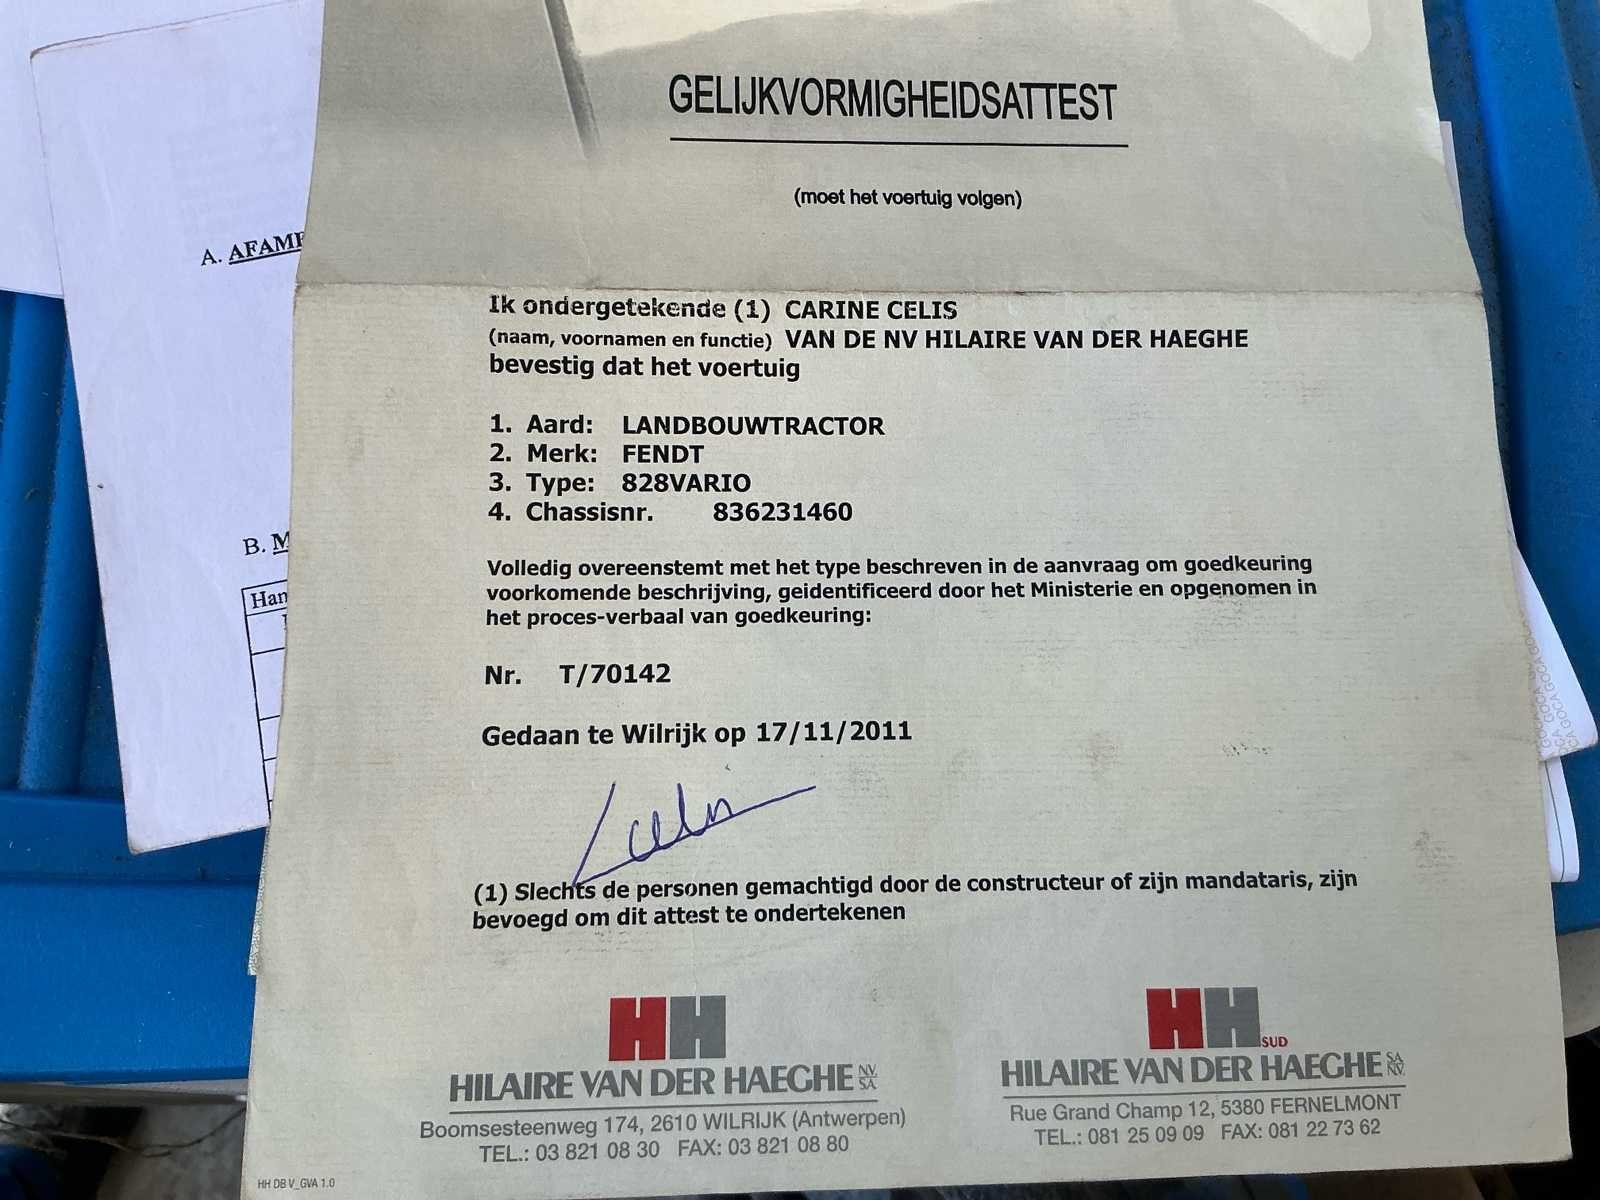 GELIJKVORMIGHEIDSATTEST
(moet het voertuig volgen)
A. AFAME
Ik ondergetekende (1) CARINE CELIS
(naam, voornamen en functie) VAN DE NV HILAIRE VAN DER HAEGHE
bevestig dat het voertuig
1. Aard: LANDBOUWTRACTOR
2. Merk: FENDT
3. Type: 828VARIO
4. Chassisnr. 836231460
B. M
Han
Volledig overeenstemt met het type beschreven in de aanvraag om goedkeuring
voorkomende beschrijving, geidentificeerd door het Ministerie en opgenomen in
het proces-verbaal van goedkeuring:
Nr. T/70142
Gedaan te Wilrijk op 17/11/2011
(1) Slechts de personen gemachtigd door de constructeur of zijn mandataris, zijn
bevoegd om dit attest te ondertekenen
HH
HILAIRE VAN DER HAEGHE NV. SA.
Boomsesteenweg 174, 2610 WILRIJK (Antwerpen)
TEL.: 03 821 08 30 FAX: 03 821 08 80
HH SUD
HILAIRE VAN DER HAEGHE SA. NV.
Rue Grand Champ 12, 5380 FERNELMONT
TEL.: 081 25 09 09 FAX: 081 22 73 62
HH DB V_GVA 1.0